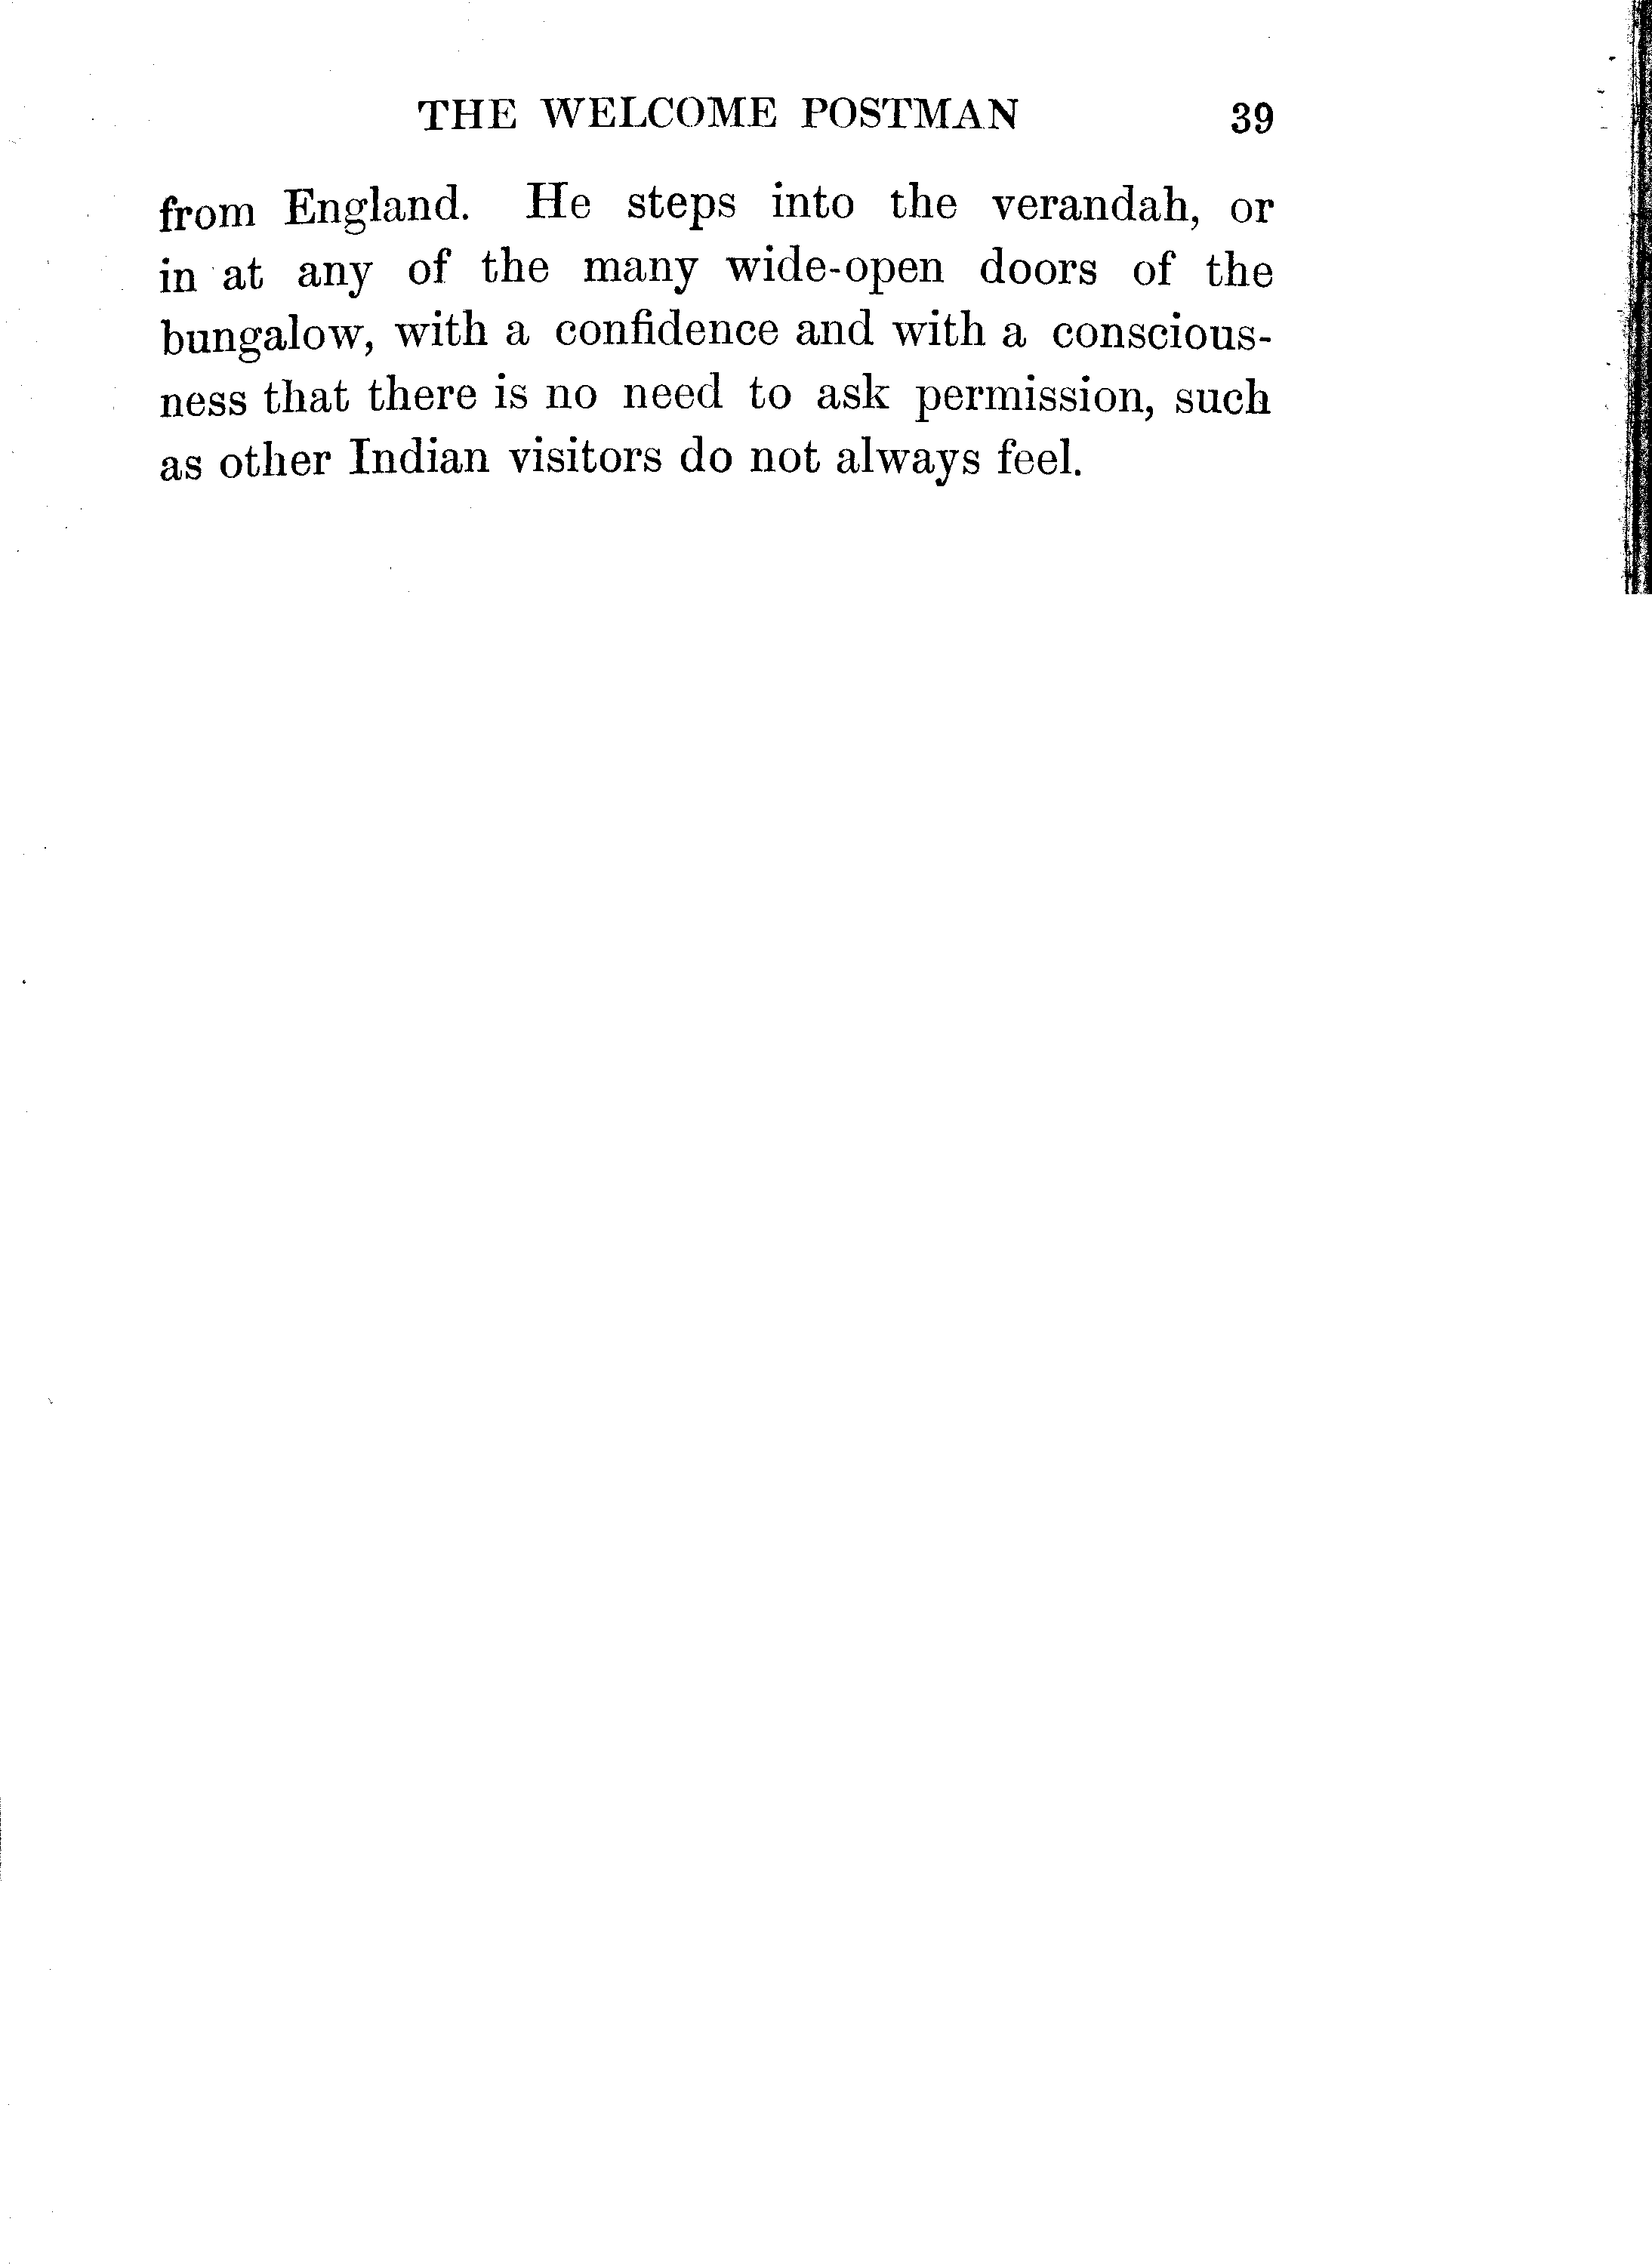 THE WELCOME POSTMAN 39
from England. He steps into the verandah, or
in at any of the many wide-open doors of the
bungalow, with a confidence and with a conscious-
ness that there is no need to ask permission, such
as other Indian visitors do not always feel.